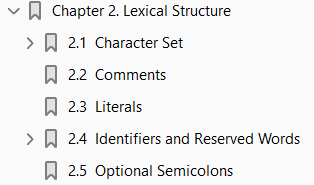 Chapter 2. Lexical Structure
2.1 Character Set
2.2 Comments
2.3 Literals
2.4 Identifiers and Reserved Words
2.5 Optional Semicolons